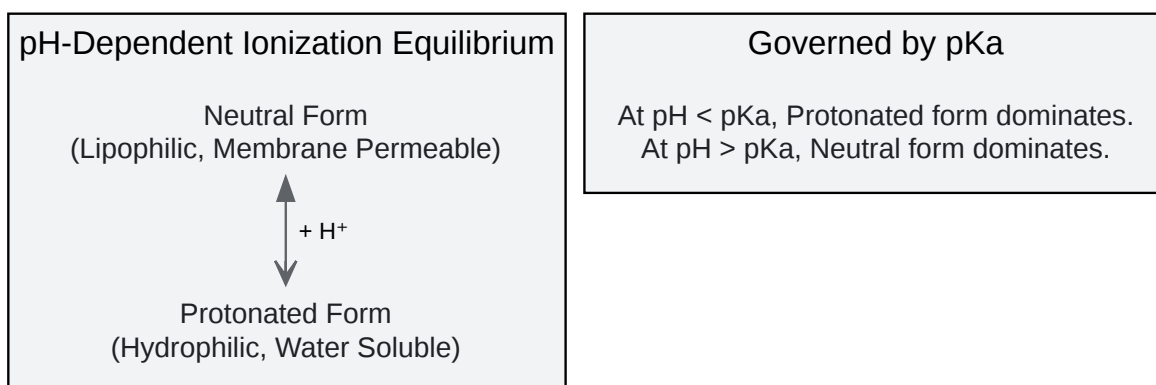 pH-Dependent Ionization Equilibrium
Neutral Form
(Lipophilic, Membrane Permeable)
+ H⁺
Protonated Form
(Hydrophilic, Water Soluble)
Governed by pKa
At pH < pKa, Protonated form dominates.
At pH > pKa, Neutral form dominates.